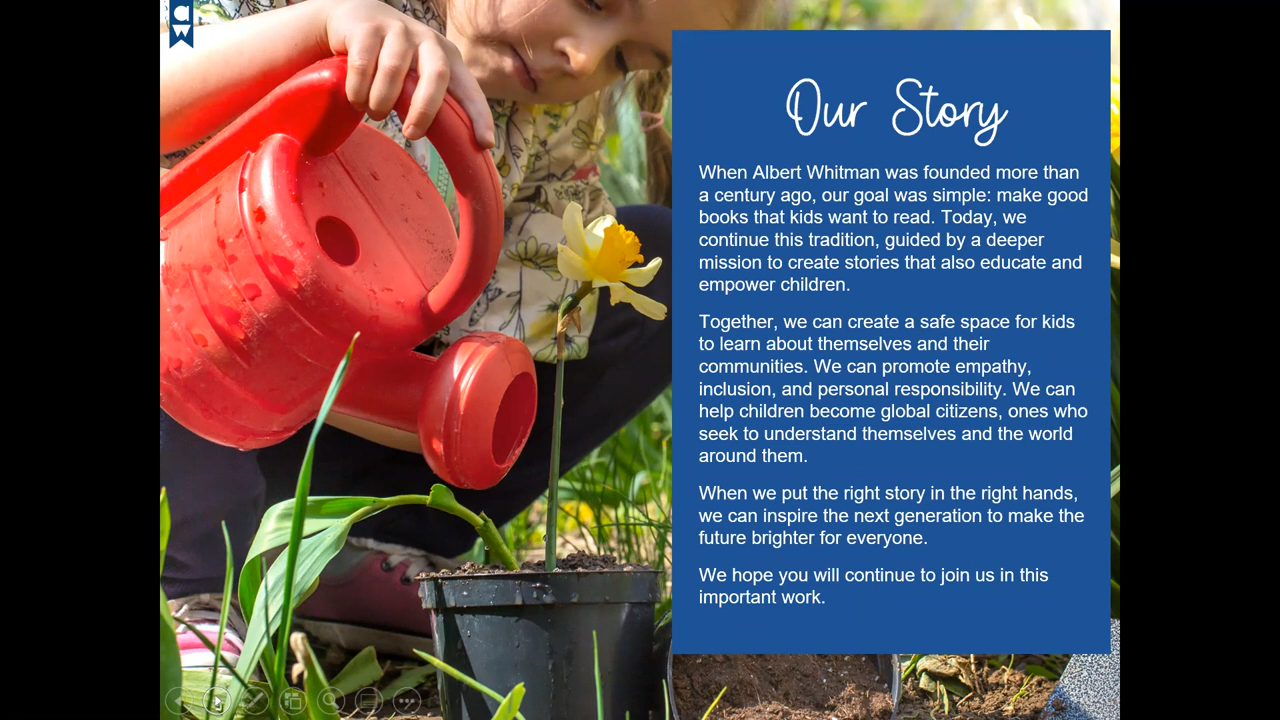 CW
Our Story
When Albert Whitman was founded more than
a century ago, our goal was simple: make good
books that kids want to read. Today, we
continue this tradition, guided by a deeper
mission to create stories that also educate and
empower children.
Together, we can create a safe space for kids
to learn about themselves and their
communities. We can promote empathy,
inclusion, and personal responsibility. We can
help children become global citizens, ones who
seek to understand themselves and the world
around them.
When we put the right story in the right hands,
we can inspire the next generation to make the
future brighter for everyone.
We hope you will continue to join us in this
important work.